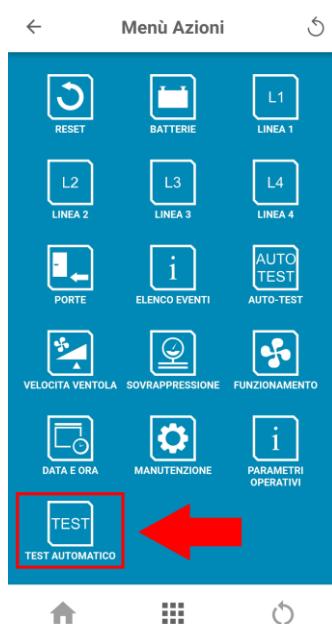 Menù Azioni
RESET
BATTERIE
L1
LINEA 1
L2
LINEA 2
L3
LINEA 3
L4
LINEA 4
PORTE
i
ELENCO EVENTI
AUTO
TEST
AUTO-TEST
VELOCITA VENTOLA
SOVRAPPRESSIONE
FUNZIONAMENTO
DATA E ORA
MANUTENZIONE
i
PARAMETRI
OPERATIVI
TEST
TEST AUTOMATICO